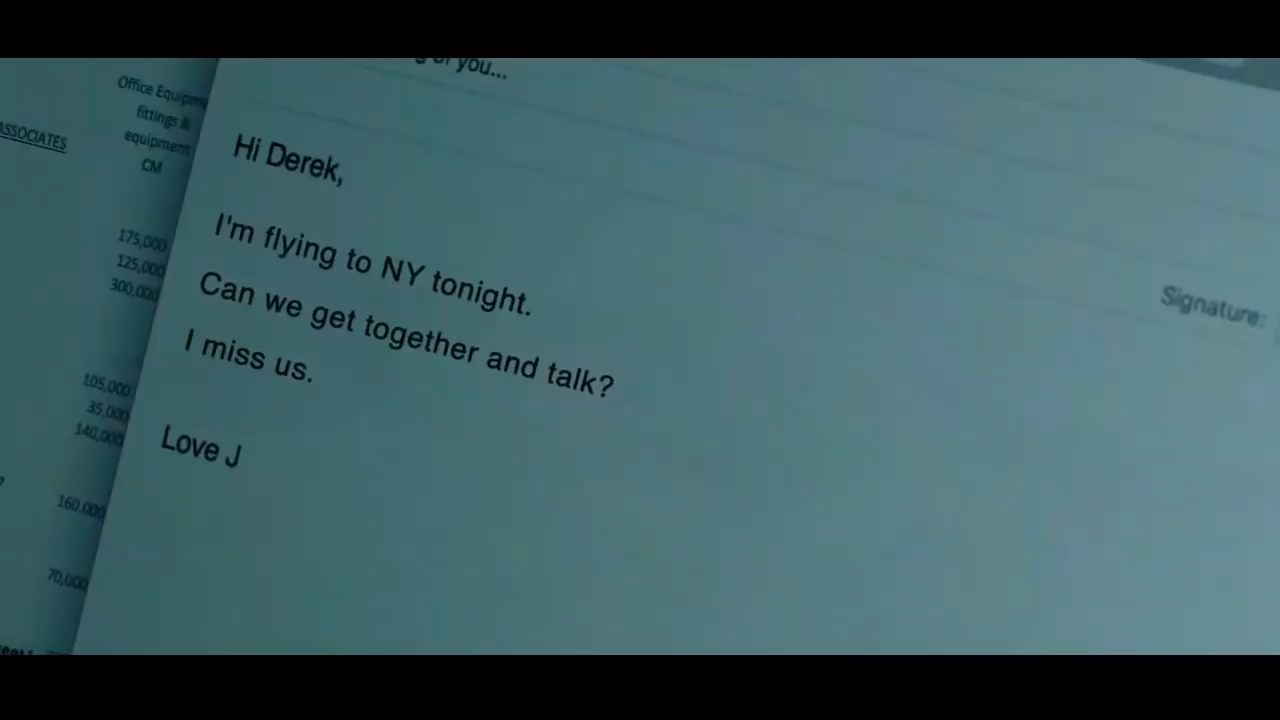 of you...
Hi Derek,
I'm flying to NY tonight.
Can we get together and talk?
I miss us.
Love J
Signature:
ASSOCIATES
Office
fittings &
CM
175,000
125,000
300,000
105,000
35,000
140,000
160,000
70,000